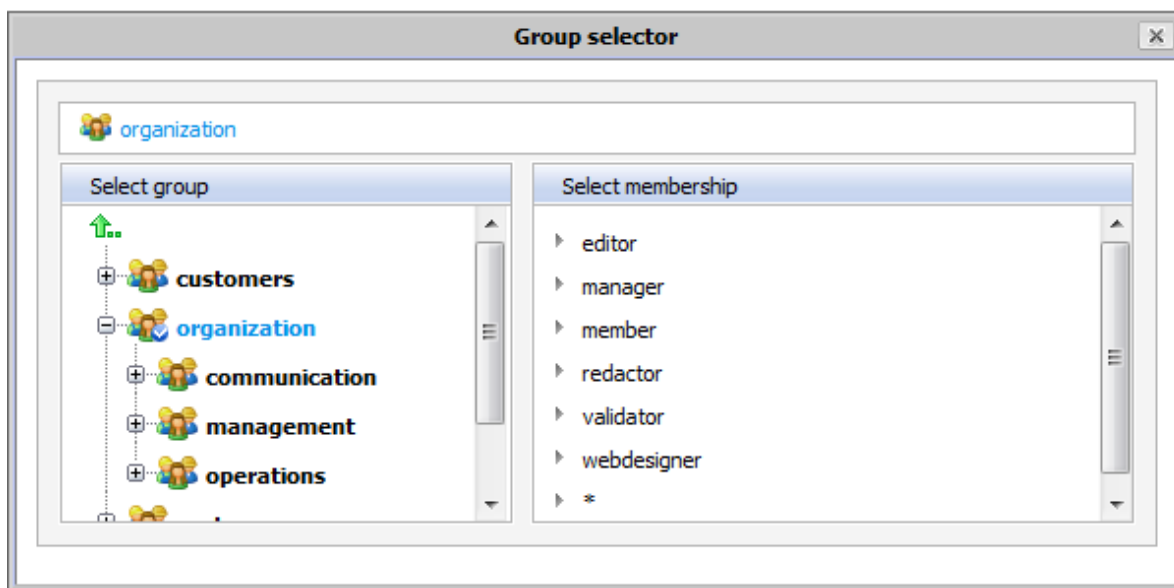 Group selector
organization
Select group
customers
organization
communication
management
operations
Select membership
editor
manager
member
redactor
validator
webdesigner
*